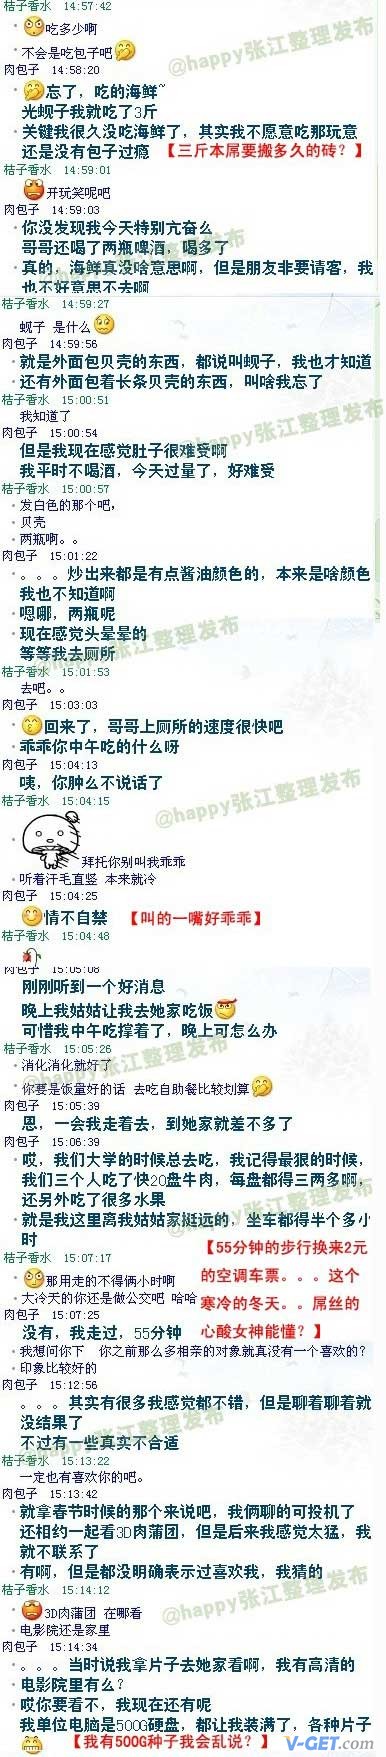 桔子香水 14:57:42
吃多少啊
不会是吃包子了吧
肉包子 14:58:20
忘了，吃的海鲜~
光蚬子我就吃了3斤
关键我很久没吃海鲜了，其实我不愿意吃那玩意
还是没有包子过瘾 【三斤本屌要搬多久的砖？】
桔子香水 14:59:01
开玩笑呢吧
肉包子 14:59:03
你没发现我今天特别亢奋么
哥哥还喝了两瓶啤酒，喝多了
真的，海鲜真没啥意思啊，但是朋友非要请客，我
也不好意思不去啊
桔子香水 14:59:27
蚬子 是什么
肉包子 14:59:56
就是外面包贝壳的东西，都说叫蚬子，我也才知道
还有外面包着长条贝壳的东西，叫啥我忘了
桔子香水 15:00:51
我知道了
肉包子 15:00:54
但是我现在感觉肚子很难受啊
我平时不喝酒，今天过量了，好难受
桔子香水 15:00:57
发白色的那个吧，
贝壳
两瓶啊。。
肉包子 15:01:22
。。。炒出来都是有点酱油颜色的，本来是啥颜色
我也不知道啊
嗯哪，两瓶呢
现在感觉头晕晕的
等等我去厕所
桔子香水 15:01:53
去吧。。
肉包子 15:03:03
回来了，哥哥上厕所的速度很快吧
乖乖你中午吃的什么呀
肉包子 15:04:13
咦，你肿么不说话了
桔子香水 15:04:15
拜托你别叫我乖乖
听着汗毛直竖 本来就冷
肉包子 15:04:25
情不自禁 【叫的一嘴好乖乖】
桔子香水 15:04:48
肉包子 15:05:08
刚刚听到一个好消息
晚上我姑姑让我去她家吃饭
可惜我中午吃撑着了，晚上可怎么办
桔子香水 15:05:26
消化消化就好了
你要是饭量好的话 去吃自助餐比较划算
肉包子 15:05:39
恩，一会我走着去，到她家就差不多了
肉包子 15:06:39
哎，我们大学的时候总去吃，我记得最狠的时候，
我们三个人吃了快20盘牛肉，每盘都得三两多啊，
还另外吃了很多水果
就是我这里离我姑姑家挺远的，坐车都得半个多小
时
桔子香水 15:07:17
那用走的不得俩小时啊
大冷天的你还是做公交吧 哈哈
肉包子 15:07:25
没有，我走过，55分钟
【55分钟的步行换来2元
的空调车票。。。这个
寒冷的冬天。屌丝的
心酸女神能懂？】
我想问你下 你之前那么多相亲的对象就真没有一个喜欢的？
印象比较好的
肉包子 15:12:56
。。。其实有很多我感觉都不错，但是聊着聊着就
没结果了
不过有一些真实不合适
桔子香水 15:13:22
一定也有喜欢你的吧。
肉包子 15:13:42
就拿春节时候的那个来说吧，我俩聊的可投机了
还相约一起看3D肉蒲团，但是后来我感觉太猛，我
就不联系了
有啊，但是都没明确表示过喜欢我，我猜的
桔子香水 15:14:12
3D肉蒲团 在哪看
电影院还是家里
肉包子 15:14:34
。。。当时说我拿片子去她家看啊，我有高清的
电影院里有么？
哎你要看不，我现在还有呢
我单位电脑是500G硬盘，都让我装满了，各种片子
【我有500G种子我会乱说？】
@happy张江整理发布
@happy张江整理发布
@happy张江整理发布
@happy张江整理发布
@happy张江整理发布
@happy张江整理发布
@happy张江整理发布
V-GET.com